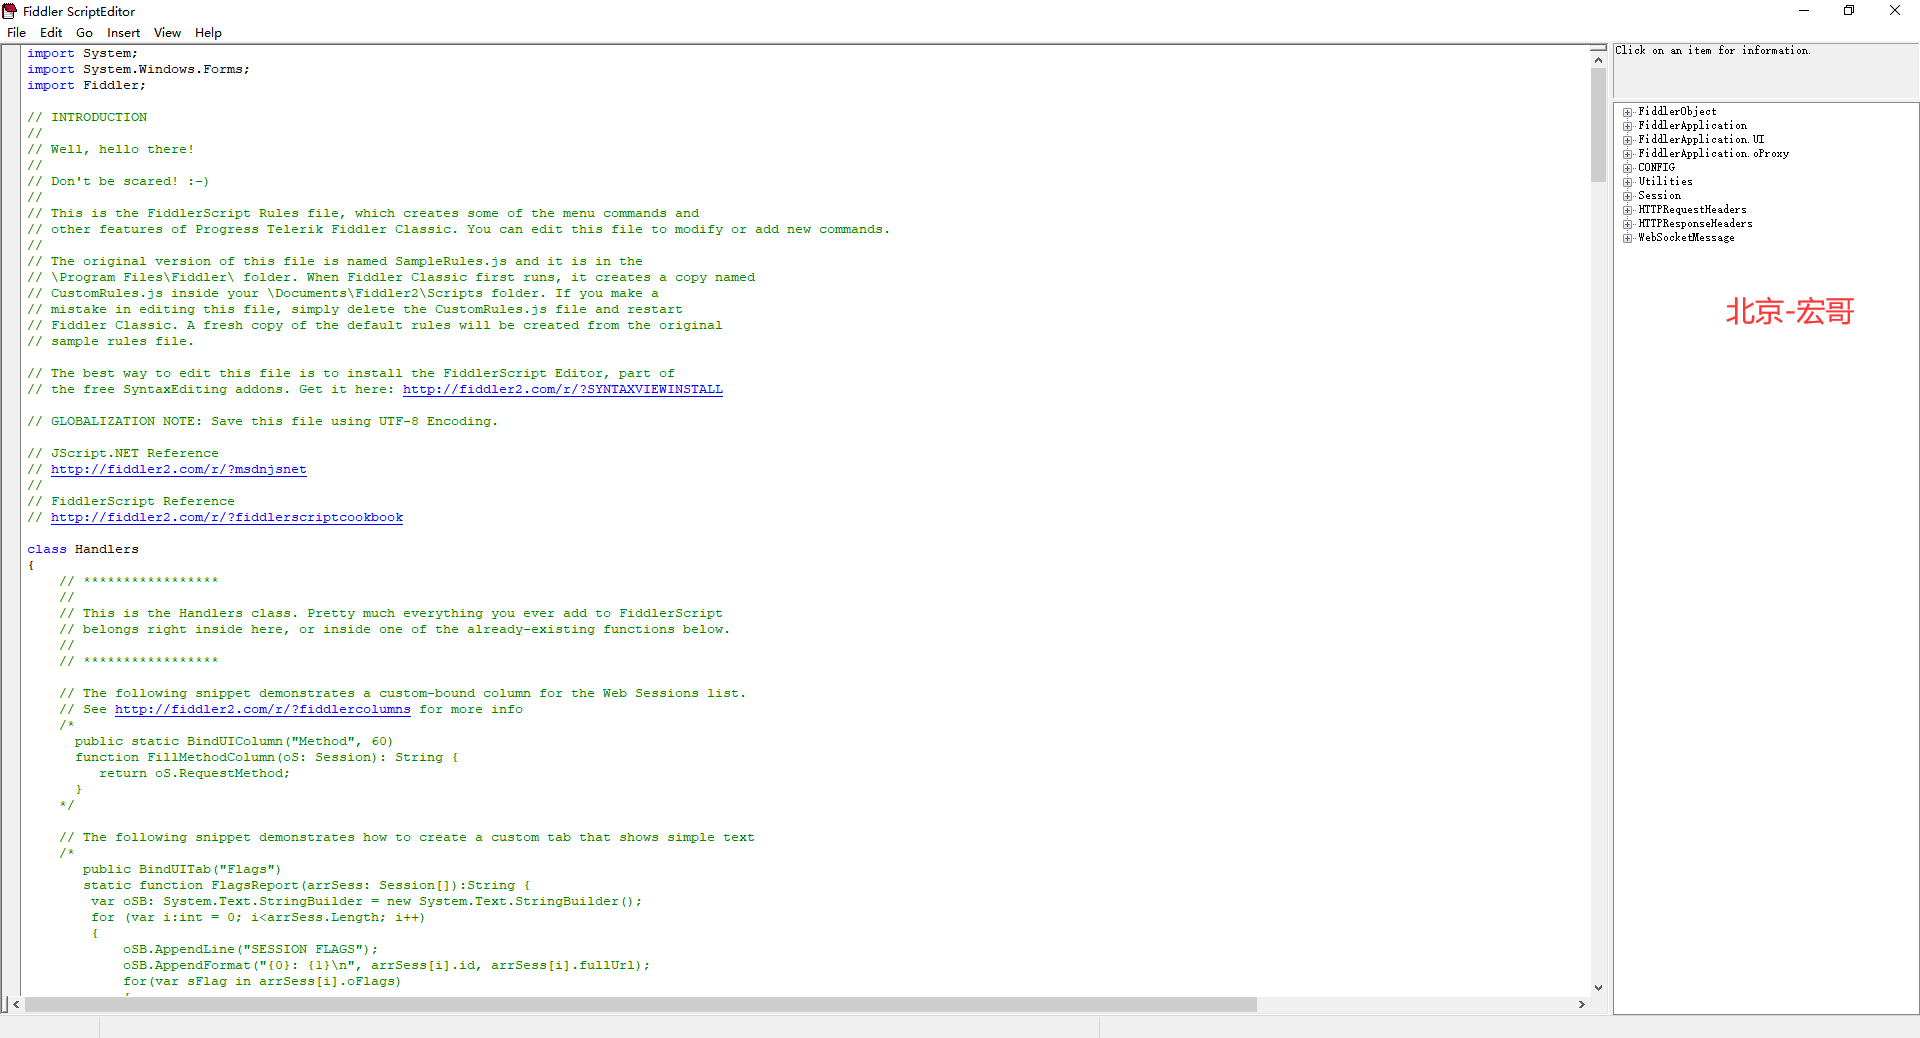 Fiddler ScriptEditor
File Edit Go Insert View Help
import System;
import System.Windows.Forms;
import Fiddler;
// INTRODUCTION
//
// Well, hello there!
//
// Don't be scared! :-)
//
// This is the FiddlerScript Rules file, which creates some of the menu commands and
// other features of Progress Telerik Fiddler Classic. You can edit this file to modify or add new commands.
//
// The original version of this file is named SampleRules.js and it is in the
// \Program Files\Fiddler\ folder. When Fiddler Classic first runs, it creates a copy named
// CustomRules.js inside your \Documents\Fiddler2\Scripts folder. If you make a
// mistake in editing this file, simply delete the CustomRules.js file and restart
// Fiddler Classic. A fresh copy of the default rules will be created from the original
// sample rules file.
// The best way to edit this file is to install the FiddlerScript Editor, part of
// the free SyntaxEditing addons. Get it here: http://fiddler2.com/r/?SYNTAXVIEWINSTALL
// GLOBALIZATION NOTE: Save this file using UTF-8 Encoding.
// JScript.NET Reference
// http://fiddler2.com/r/?msdnjsnet
//
// FiddlerScript Reference
// http://fiddler2.com/r/?fiddlerscriptcookbook
class Handlers
{
// *****************
//
// This is the Handlers class. Pretty much everything you ever add to FiddlerScript
// belongs right inside here, or inside one of the already-existing functions below.
//
// *****************
// The following snippet demonstrates a custom-bound column for the Web Sessions list.
// See http://fiddler2.com/r/?fiddlercolumns for more info
/*
public static BindUIColumn("Method", 60)
function FillMethodColumn(oS: Session): String {
return oS.RequestMethod;
}
*/
// The following snippet demonstrates how to create a custom tab that shows simple text
/*
public BindUITab("Flags")
static function FlagsReport(arrSess: Session[]):String {
var oSB: System.Text.StringBuilder = new System.Text.StringBuilder();
for (var i:int = 0; i<arrSess.Length; i++)
{
oSB.AppendLine("SESSION FLAGS");
oSB.AppendFormat("{0}: {1}\n", arrSess[i].id, arrSess[i].fullUrl);
for(var sFlag in arrSess[i].oFlags)
Click on an item for information.
FiddlerObject
FiddlerApplication
FiddlerApplication.UI
FiddlerApplication.oProxy
CONFIG
Utilities
Session
HTTPRequestHeaders
HTTPResponseHeaders
WebSocketMessage
北京-宏哥